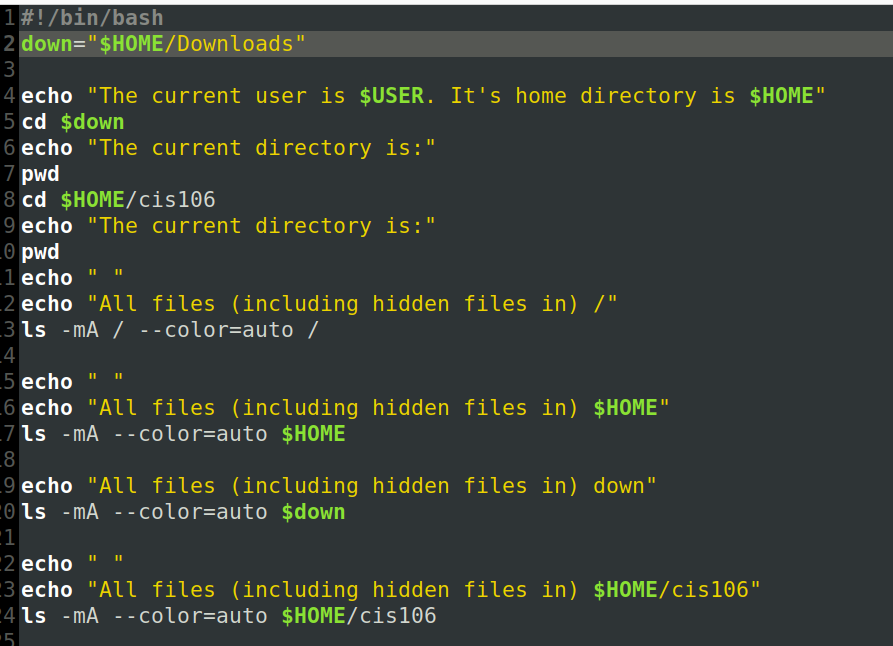 1 #!/bin/bash
2 down="$HOME/Downloads"
3
4 echo "The current user is $USER. It's home directory is $HOME"
5 cd $down
6 echo "The current directory is:"
7 pwd
8 cd $HOME/cis106
9 echo "The current directory is:"
0 pwd
1 echo " "
2 echo "All files (including hidden files in) /"
3 ls -mA / --color=auto /
4
5 echo " "
6 echo "All files (including hidden files in) $HOME"
7 ls -mA --color=auto $HOME
8
9 echo "All files (including hidden files in) down"
0 ls -mA --color=auto $down
1
2 echo " "
3 echo "All files (including hidden files in) $HOME/cis106"
4 ls -mA --color=auto $HOME/cis106
5